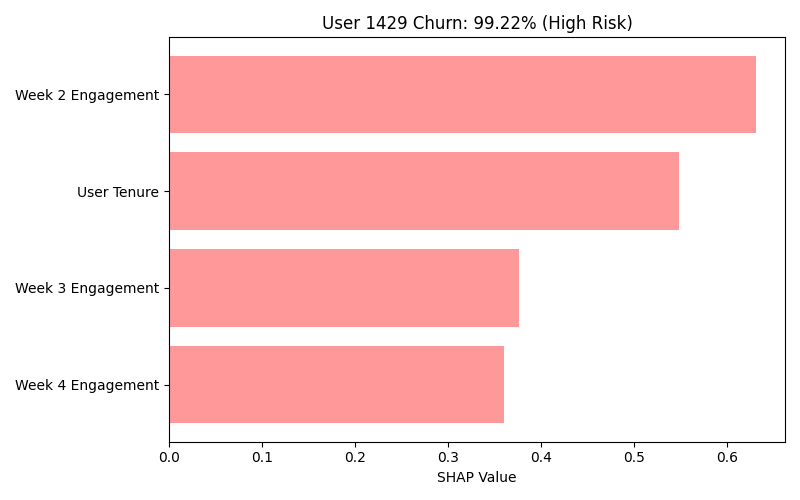 User 1429 Churn: 99.22% (High Risk)
Week 2 Engagement
User Tenure
Week 3 Engagement
Week 4 Engagement
0.0 0.1 0.2 0.3 0.4 0.5 0.6
SHAP Value